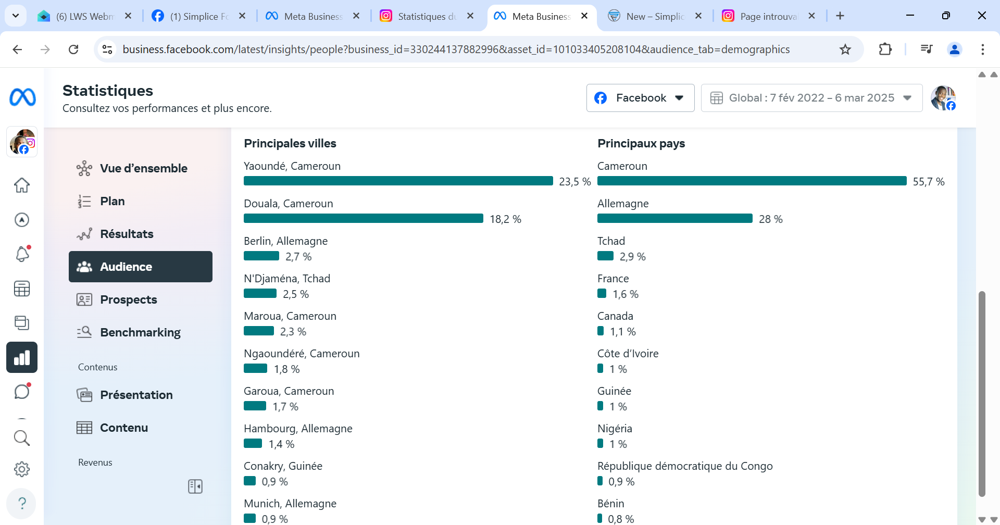 (6) LWS Webm
(1) Simplice Fo
Meta Business
Statistiques du
Meta Business
New – Simplic
Page introuva
business.facebook.com/latest/insights/people?business_id=330244137882996&asset_id=101033405208104&audience_tab=demographics
Statistiques
Consultez vos performances et plus encore.
Facebook
Global : 7 fév 2022 – 6 mar 2025
Vue d’ensemble
Plan
Résultats
Audience
Prospects
Benchmarking
Contenus
Présentation
Contenu
Revenus
Principales villes
Yaoundé, Cameroun
23,5 %
Douala, Cameroun
18,2 %
Berlin, Allemagne
2,7 %
N'Djaména, Tchad
2,5 %
Maroua, Cameroun
2,3 %
Ngaoundéré, Cameroun
1,8 %
Garoua, Cameroun
1,7 %
Hambourg, Allemagne
1,4 %
Conakry, Guinée
0,9 %
Munich, Allemagne
0,9 %
Principaux pays
Cameroun
55,7 %
Allemagne
28 %
Tchad
2,9 %
France
1,6 %
Canada
1,1 %
Côte d’Ivoire
1 %
Guinée
1 %
Nigéria
1 %
République démocratique du Congo
0,9 %
Bénin
0,8 %